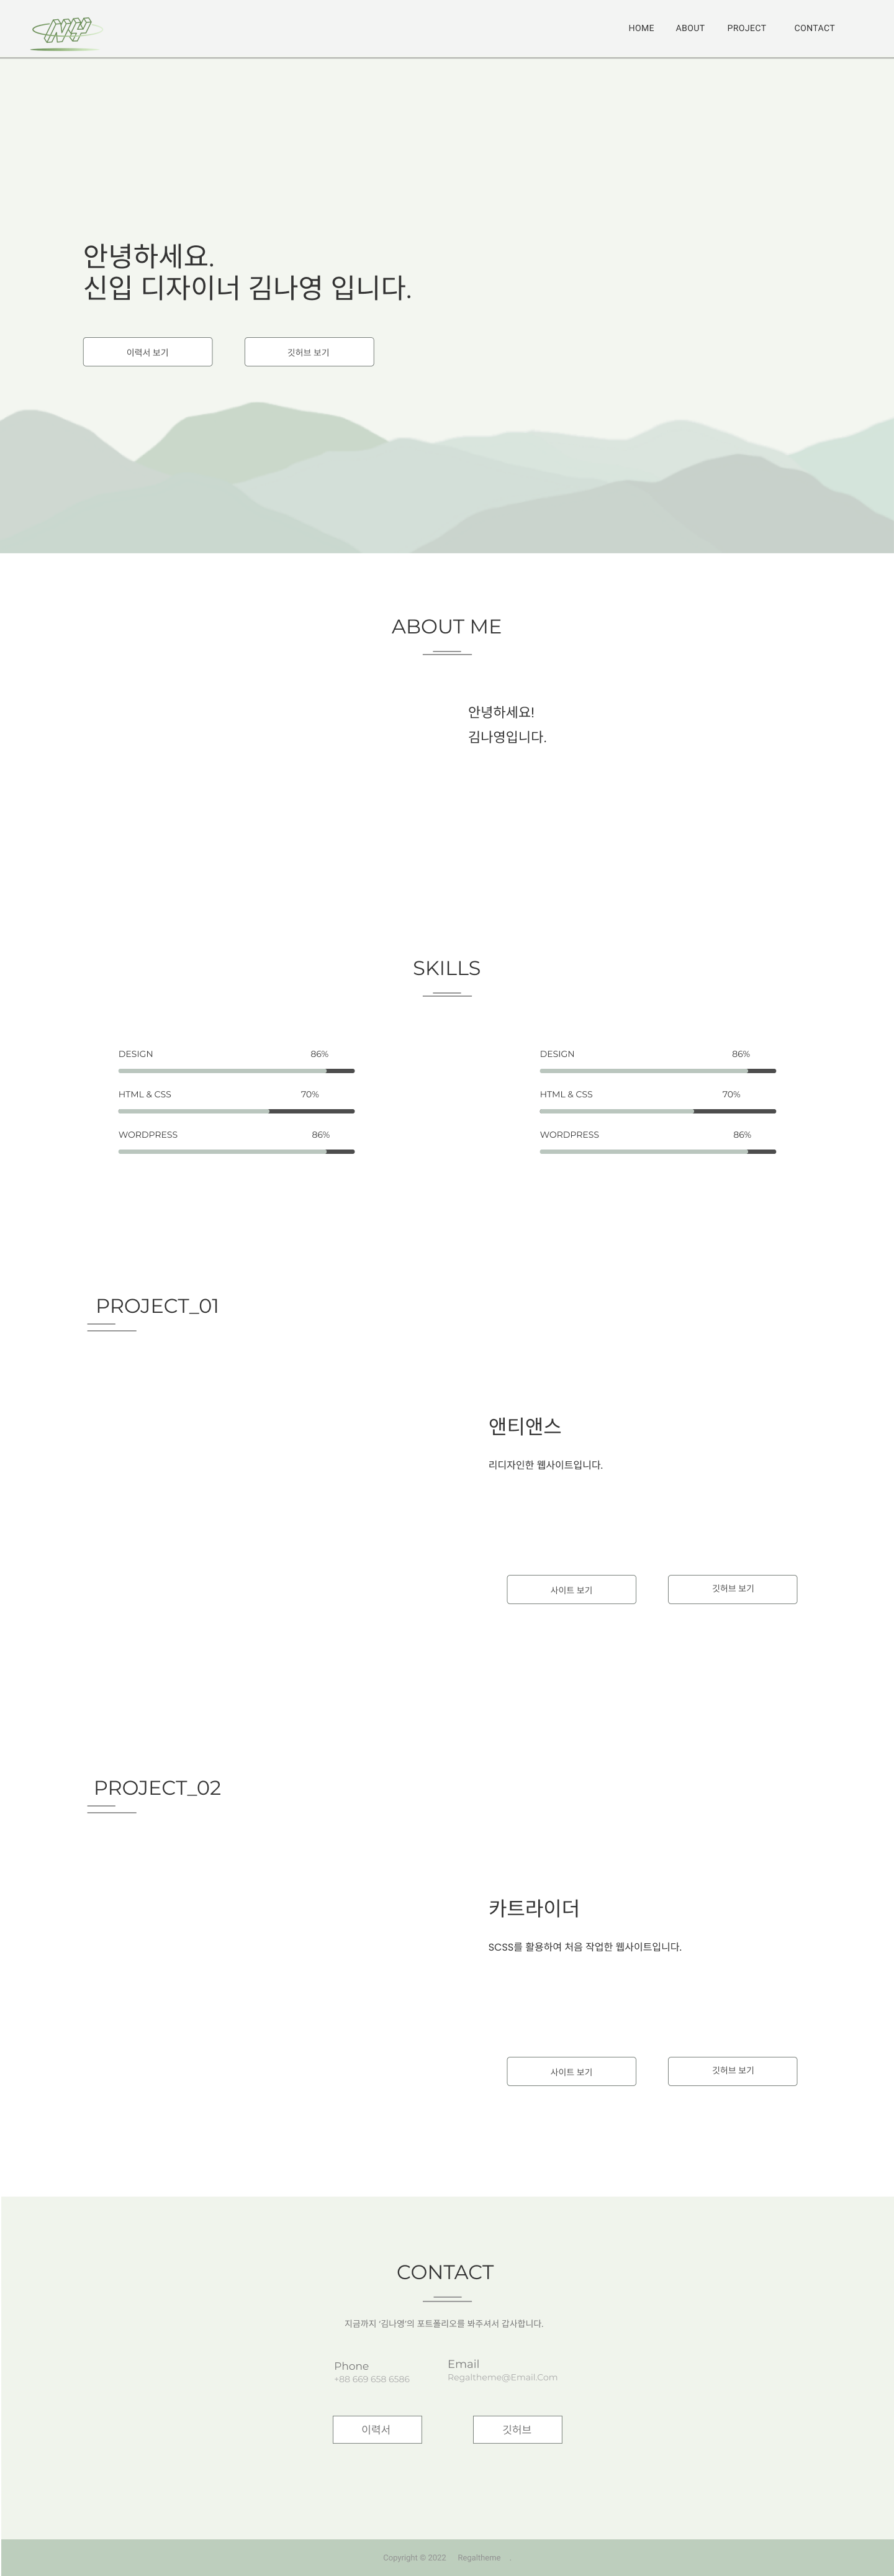 NY
HOME ABOUT PROJECT CONTACT
안녕하세요.
신입 디자이너 김나영 입니다.
이력서 보기 깃허브 보기
ABOUT ME
안녕하세요!
김나영입니다.
SKILLS
DESIGN 86% DESIGN 86%
HTML & CSS 70% HTML & CSS 70%
WORDPRESS 86% WORDPRESS 86%
PROJECT_01
앤티앤스
리디자인한 웹사이트입니다.
사이트 보기 깃허브 보기
PROJECT_02
카트라이더
SCSS를 활용하여 처음 작업한 웹사이트입니다.
사이트 보기 깃허브 보기
CONTACT
지금까지 '김나영'의 포트폴리오를 봐주셔서 갑사합니다.
Phone Email
+88 669 658 6586 Regaltheme@Email.Com
이력서 깃허브
Copyright © 2022 Regaltheme